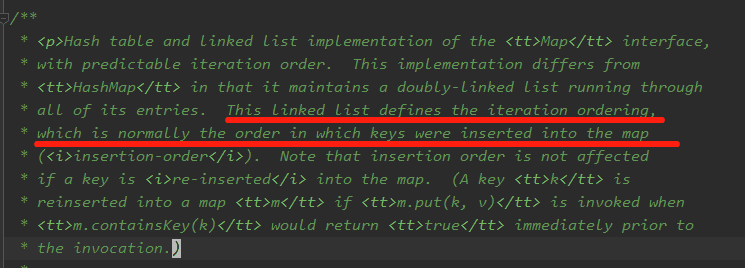 /**
* <p>Hash table and linked list implementation of the <tt>Map</tt> interface,
* with predictable iteration order.  This implementation differs from
* <tt>HashMap</tt> in that it maintains a doubly-linked list running through
* all of its entries.  This linked list defines the iteration ordering,
* which is normally the order in which keys were inserted into the map
* (<i>insertion-order</i>).  Note that insertion order is not affected
* if a key is <i>re-inserted</i> into the map.  (A key <tt>k</tt> is
* reinserted into a map <tt>m</tt> if <tt>m.put(k, v)</tt> is invoked when
* <tt>m.containsKey(k)</tt> would return <tt>true</tt> immediately prior to
* the invocation.)
*